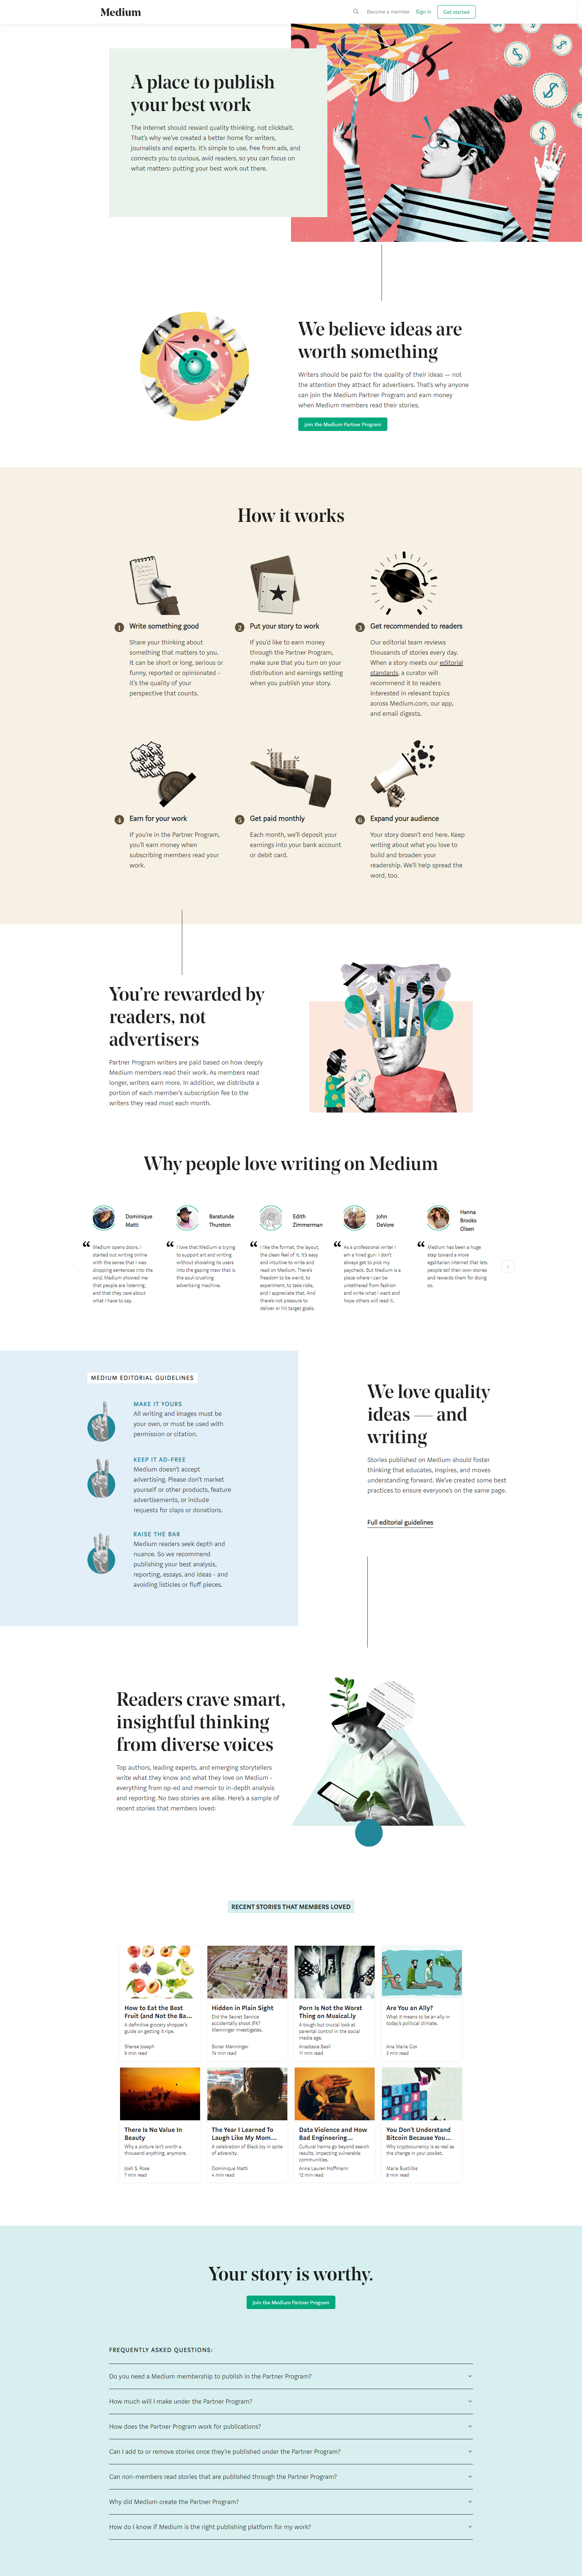 Medium
Become a member Sign in Get started
A place to publish
your best work
The internet should reward quality thinking, not clickbait.
That's why we've created a better home for writers,
journalists and experts. It's simple to use, free from ads, and
connects you to curious, avid readers, so you can focus on
what matters: putting your best work out there.
We believe ideas are
worth something
Writers should be paid for the quality of their ideas — not
the attention they attract for advertisers. That's why anyone
can join the Medium Partner Program and earn money
when Medium members read their stories.
Join the Medium Partner Program
How it works
1 Write something good
Share your thinking about
something that matters to you.
It can be short or long, serious or
funny, reported or opinionated -
it's the quality of your
perspective that counts.
2 Put your story to work
If you'd like to earn money
through the Partner Program,
make sure that you turn on your
distribution and earnings setting
when you publish your story.
3 Get recommended to readers
Our editorial team reviews
thousands of stories every day.
When a story meets our editorial
standards, a curator will
recommend it to readers
interested in relevant topics
across Medium.com, our app,
and email digests.
4 Earn for your work
If you're in the Partner Program,
you'll earn money when
subscribing members read your
work.
5 Get paid monthly
Each month, we'll deposit your
earnings into your bank account
or debit card.
6 Expand your audience
Your story doesn't end here. Keep
writing about what you love to
build and broaden your
readership. We'll help spread the
word, too.
You're rewarded by
readers, not
advertisers
Partner Program writers are paid based on how deeply
Medium members read their work. As members read
longer, writers earn more. In addition, we distribute a
portion of each member's subscription fee to the
writers they read most each month.
Why people love writing on Medium
Dominique
Matti
“ Medium opens doors. I
started out writing online
with the sense that I was
dropping sentences into the
void. Medium showed me
that people are listening,
and that they care about
what I have to say.
Baratunde
Thurston
“ I love that Medium is trying
to support art and writing
without shoveling its users
into the gaping maw that is
the soul-crushing
advertising machine.
Edith
Zimmerman
“ I like the format, the layout,
the clean feel of it. It's easy
and intuitive to write and
read on Medium. There's
freedom to be weird, to
experiment, to take risks,
and I appreciate that. And
there's not pressure to
deliver or hit target goals.
John
DeVore
“ As a professional writer I
am a hired gun: I don't
always get to pick my
paycheck. But Medium is a
place where I can be
untethered from fashion
and write what I want and
hope others will read it.
Hanna
Brooks
Olsen
“ Medium has been a huge
step toward a more
egalitarian internet that lets
people tell their own stories
and rewards them for doing
so.
MEDIUM EDITORIAL GUIDELINES
MAKE IT YOURS
All writing and images must be
your own, or must be used with
permission or citation.
KEEP IT AD-FREE
Medium doesn't accept
advertising. Please don't market
yourself or other products, feature
advertisements, or include
requests for claps or donations.
RAISE THE BAR
Medium readers seek depth and
nuance. So we recommend
publishing your best analysis,
reporting, essays, and ideas - and
avoiding listicles or fluff pieces.
We love quality
ideas — and
writing
Stories published on Medium should foster
thinking that educates, inspires, and moves
understanding forward. We've created some best
practices to ensure everyone's on the same page.
Full editorial guidelines
Readers crave smart,
insightful thinking
from diverse voices
Top authors, leading experts, and emerging storytellers
write what they know and what they love on Medium -
everything from op-ed and memoir to in-depth analysis
and reporting. No two stories are alike. Here's a sample of
recent stories that members loved:
RECENT STORIES THAT MEMBERS LOVED
How to Eat the Best
Fruit (and Not the Ba...
A definitive grocery shopper's
guide on getting it ripe.
Sheree Joseph
9 min read
Hidden in Plain Sight
Did the Secret Service
accidentally shoot JFK?
Menninger investigates.
Bonar Menninger
74 min read
Porn Is Not the Worst
Thing on Musical.ly
A tough but crucial look at
parental control in the social
media age.
Anastasia Basil
11 min read
Are You an Ally?
What it means to be an ally in
today's political climate.
Ana Marie Cox
3 min read
There Is No Value In
Beauty
Why a picture isn't worth a
thousand anything, anymore.
Josh S. Rose
7 min read
The Year I Learned To
Laugh Like My Mom...
A celebration of Black joy in spite
of adversity.
Dominique Matti
4 min read
Data Violence and How
Bad Engineering...
Cultural harms go beyond search
results, impacting vulnerable
communities.
Anna Lauren Hoffmann
12 min read
You Don't Understand
Bitcoin Because You...
Why cryptocurrency is as real as
the change in your pocket.
Maria Bustillos
8 min read
Your story is worthy.
Join the Medium Partner Program
FREQUENTLY ASKED QUESTIONS:
Do you need a Medium membership to publish in the Partner Program?
How much will I make under the Partner Program?
How does the Partner Program work for publications?
Can I add to or remove stories once they're published under the Partner Program?
Can non-members read stories that are published through the Partner Program?
Why did Medium create the Partner Program?
How do I know if Medium is the right publishing platform for my work?